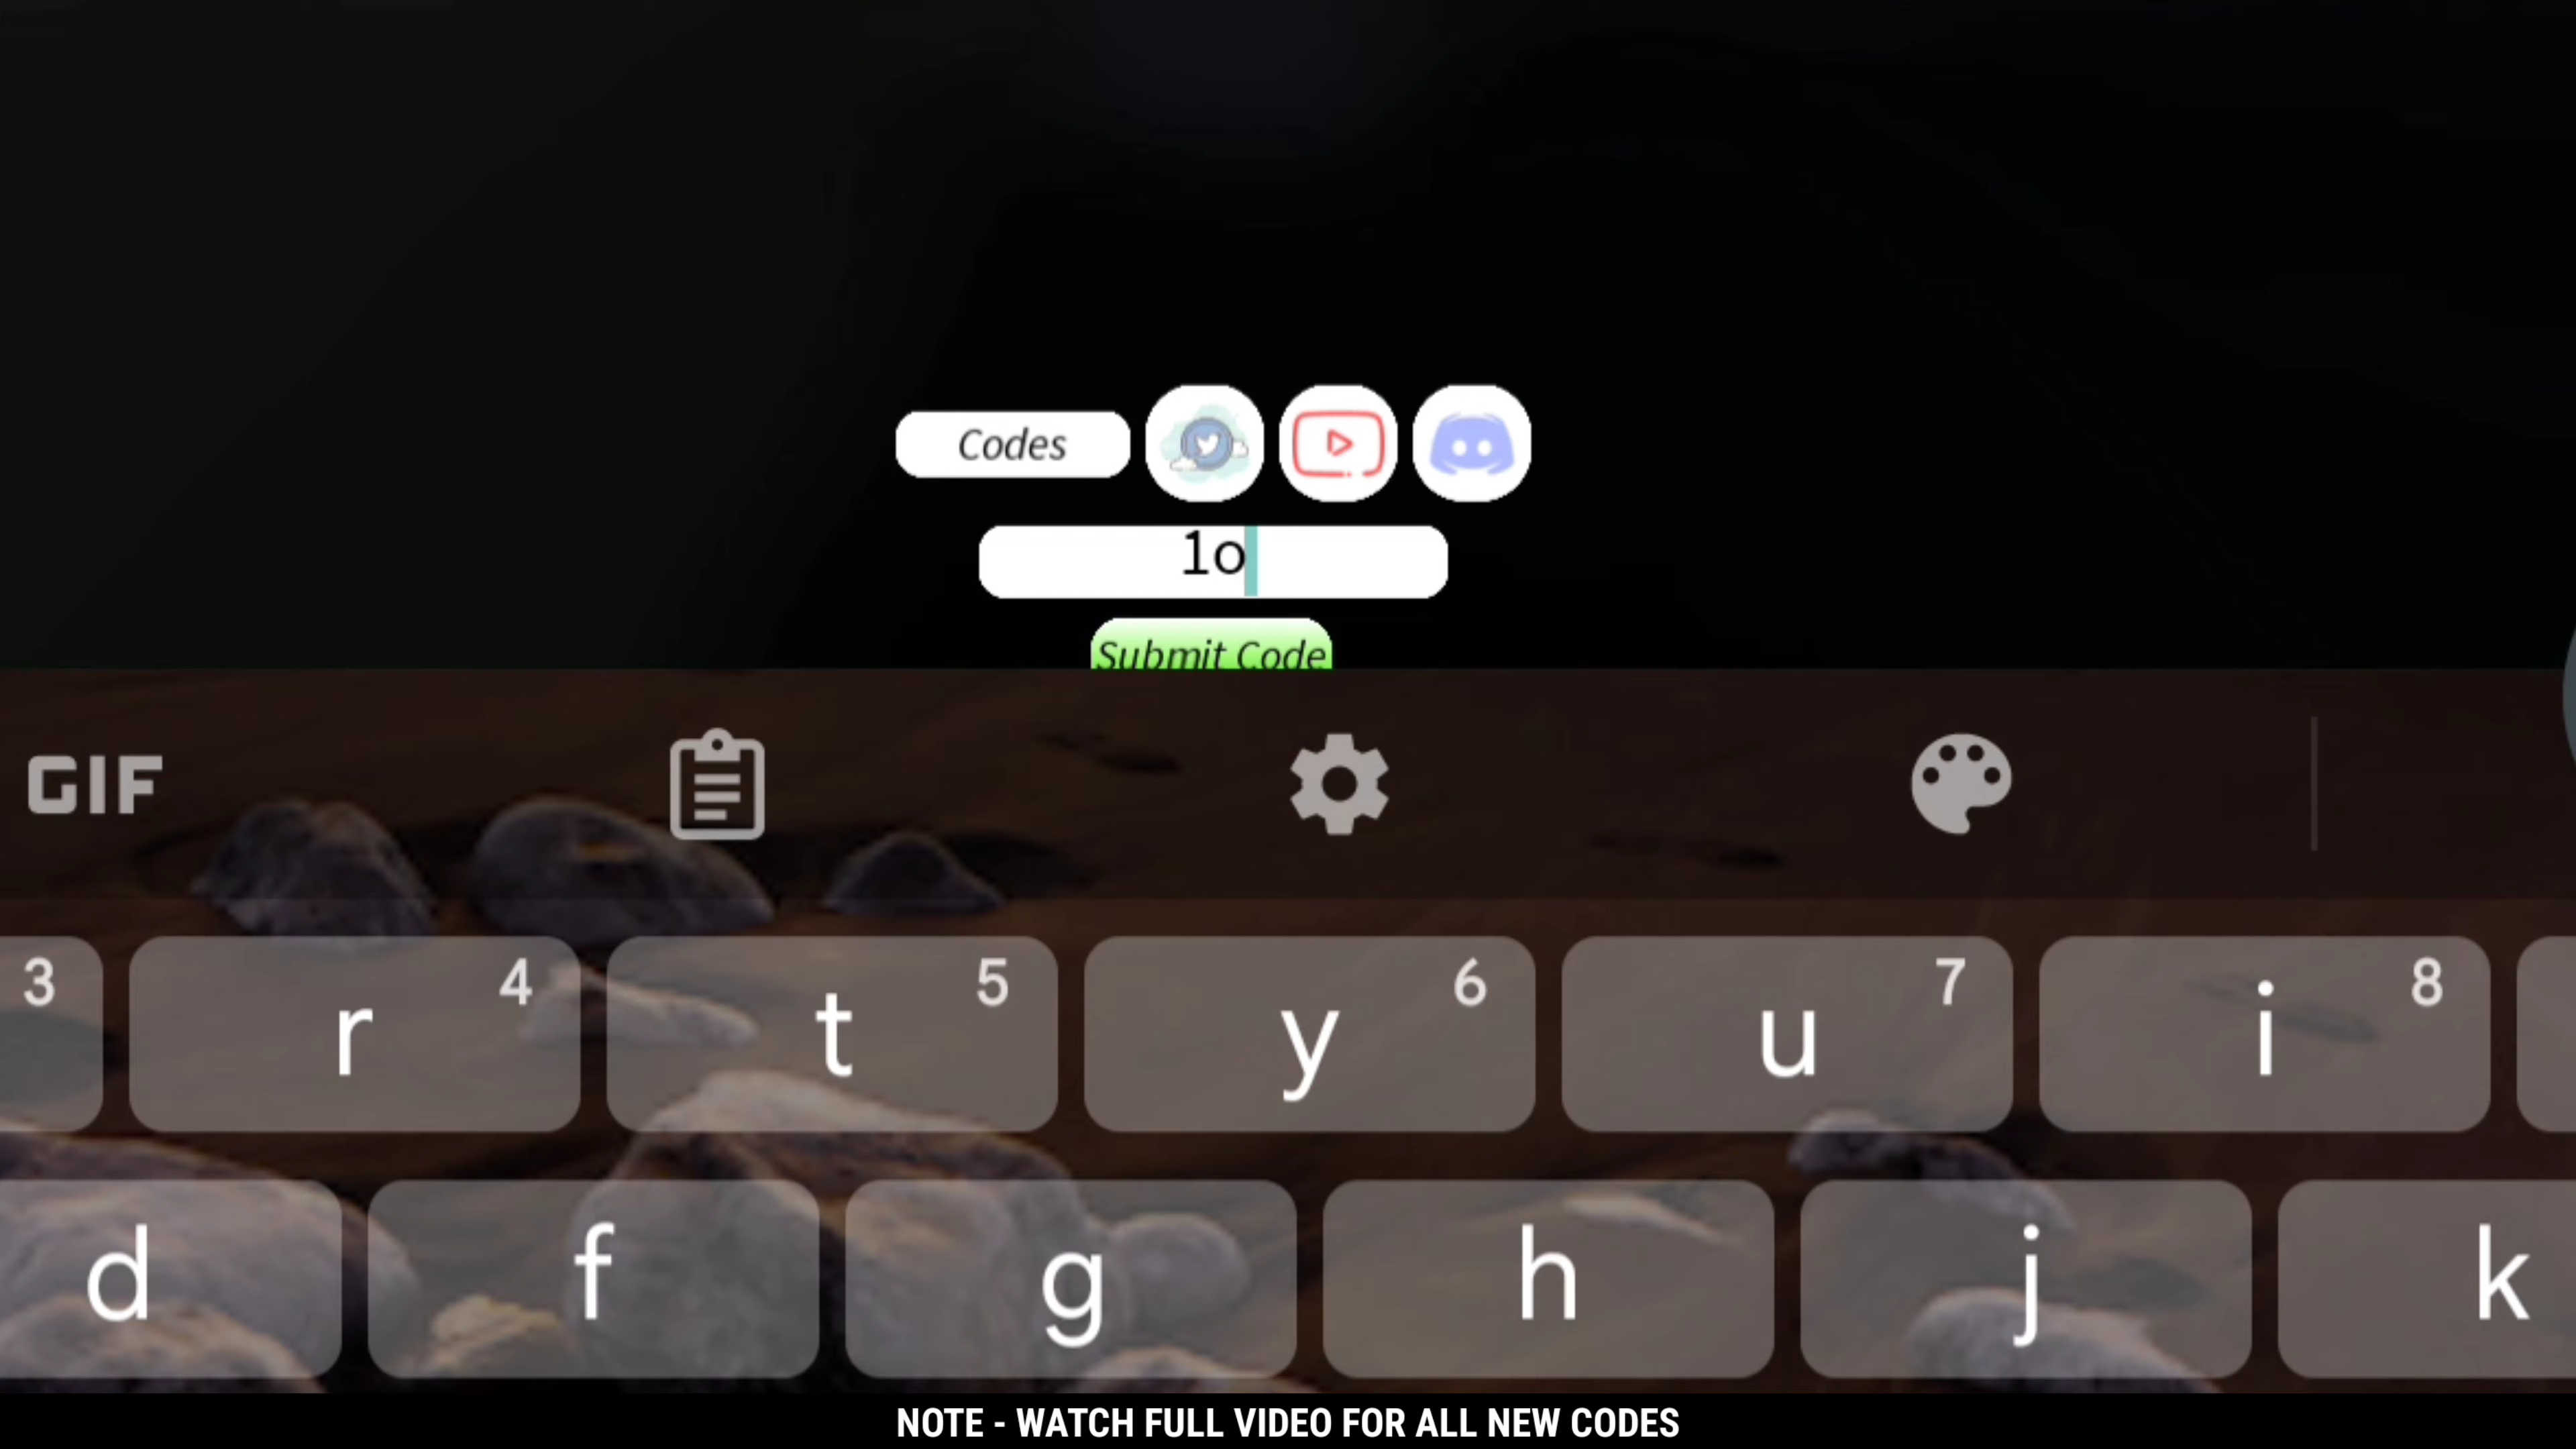 Codes
1o
Submit Code
GIF
3 r 4 t 5 y 6 u 7 i 8
d f g h j k
NOTE - WATCH FULL VIDEO FOR ALL NEW CODES